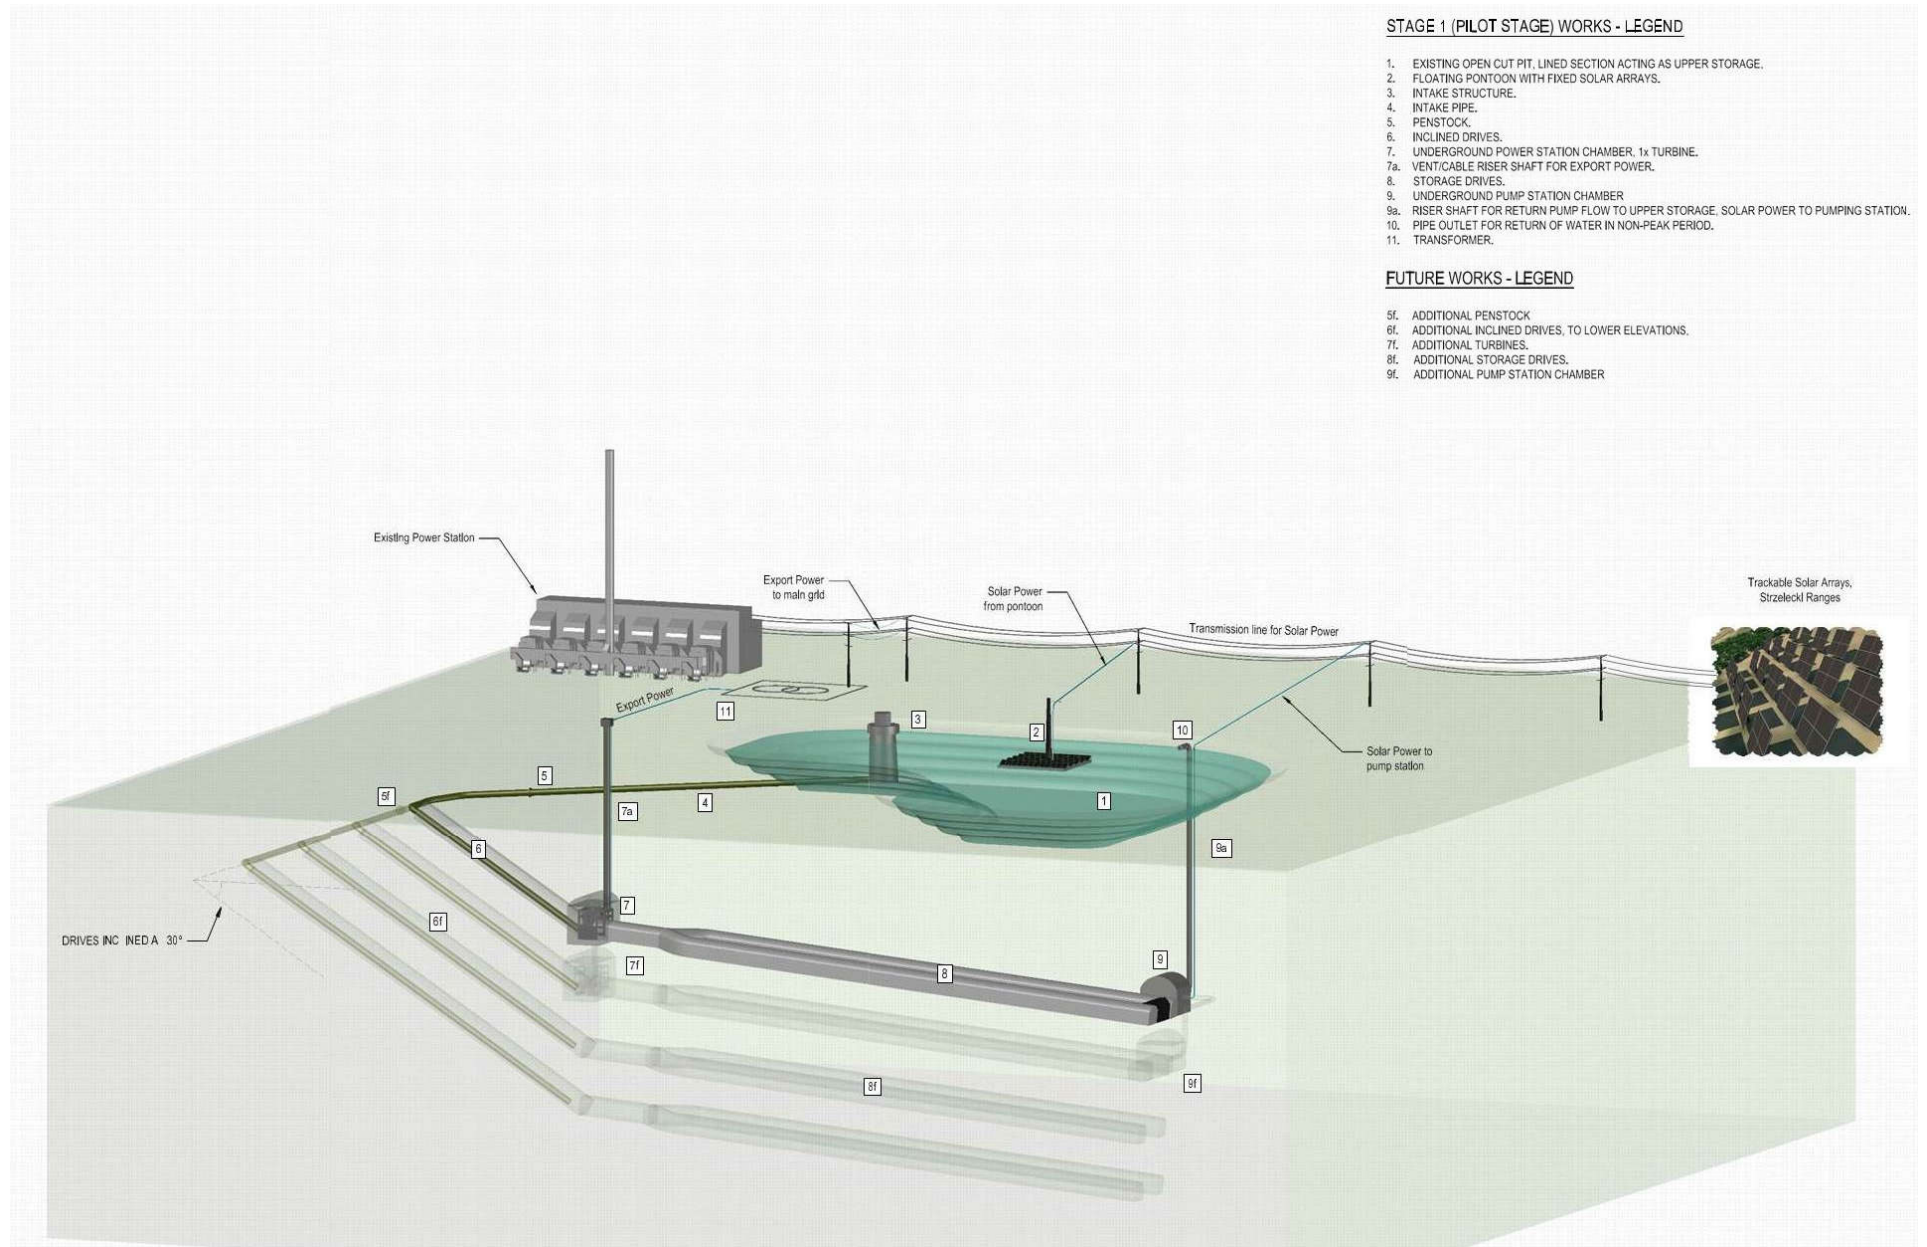 STAGE 1 (PILOT STAGE) WORKS - LEGEND
1. EXISTING OPEN CUT PIT, LINED SECTION ACTING AS UPPER STORAGE.
2. FLOATING PONTOON WITH FIXED SOLAR ARRAYS.
3. INTAKE STRUCTURE.
4. INTAKE PIPE.
5. PENSTOCK.
6. INCLINED DRIVES.
7. UNDERGROUND POWER STATION CHAMBER, 1x TURBINE.
7a. VENT/CABLE RISER SHAFT FOR EXPORT POWER.
8. STORAGE DRIVES.
9. UNDERGROUND PUMP STATION CHAMBER
9a. RISER SHAFT FOR RETURN PUMP FLOW TO UPPER STORAGE, SOLAR POWER TO PUMPING STATION.
10. PIPE OUTLET FOR RETURN OF WATER IN NON-PEAK PERIOD.
11. TRANSFORMER.
FUTURE WORKS - LEGEND
5f. ADDITIONAL PENSTOCK
6f. ADDITIONAL INCLINED DRIVES, TO LOWER ELEVATIONS.
7f. ADDITIONAL TURBINES.
8f. ADDITIONAL STORAGE DRIVES.
9f. ADDITIONAL PUMP STATION CHAMBER
Existing Power Station
Export Power
to main grid
Solar Power
from pontoon
Transmission line for Solar Power
Trackable Solar Arrays,
Strzelecki Ranges
Export Power
11
3
2
10
Solar Power to
pump station
5
5f
4
7a
1
6
9a
7
6f
DRIVES INC INED A 30°
7f
8
9
8f
9f